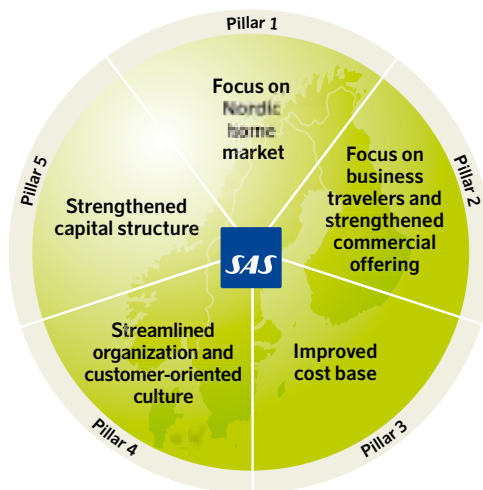 Pillar 1
Focus on
Nordic
home
market
Pillar 2
Focus on
business
travelers and
strengthened
commercial
offering
Pillar 3
Improved
cost base
Pillar 4
Streamlined
organization and
customer-oriented
culture
Pillar 5
Strengthened
capital structure
SAS